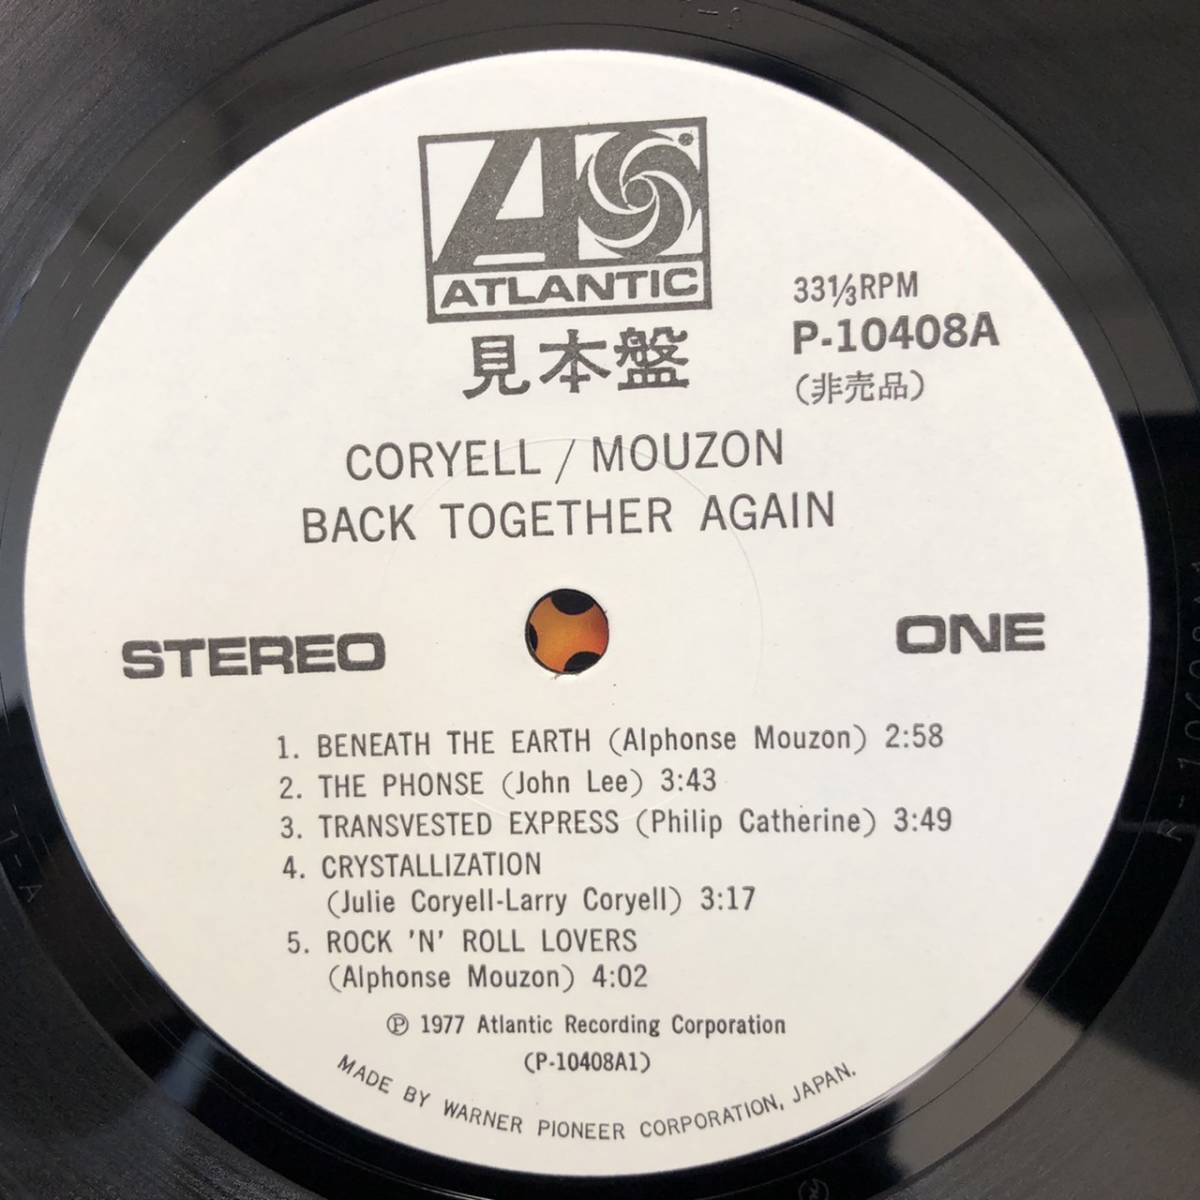 ATLANTIC
見本盤
33⅓RPM
P-10408A
(非売品)
CORYELL / MOUZON
BACK TOGETHER AGAIN
STEREO
ONE
1. BENEATH THE EARTH (Alphonse Mouzon) 2:58
2. THE PHONSE (John Lee) 3:43
3. TRANSVESTED EXPRESS (Philip Catherine) 3:49
4. CRYSTALLIZATION
(Julie Coryell-Larry Coryell) 3:17
5. ROCK 'N' ROLL LOVERS
(Alphonse Mouzon) 4:02
Ⓟ 1977 Atlantic Recording Corporation
(P-10408A1)
MADE BY WARNER PIONEER CORPORATION, JAPAN.
1-A